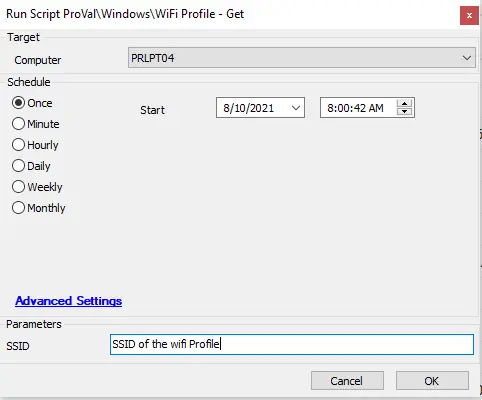 Run Script ProVal\Windows\WiFi Profile - Get
Target
Computer PRLPT04
Schedule
Once Start 8/10/2021 8:00:42 AM
Minute
Hourly
Daily
Weekly
Monthly
Advanced Settings
Parameters
SSID SSID of the wifi Profile
Cancel OK